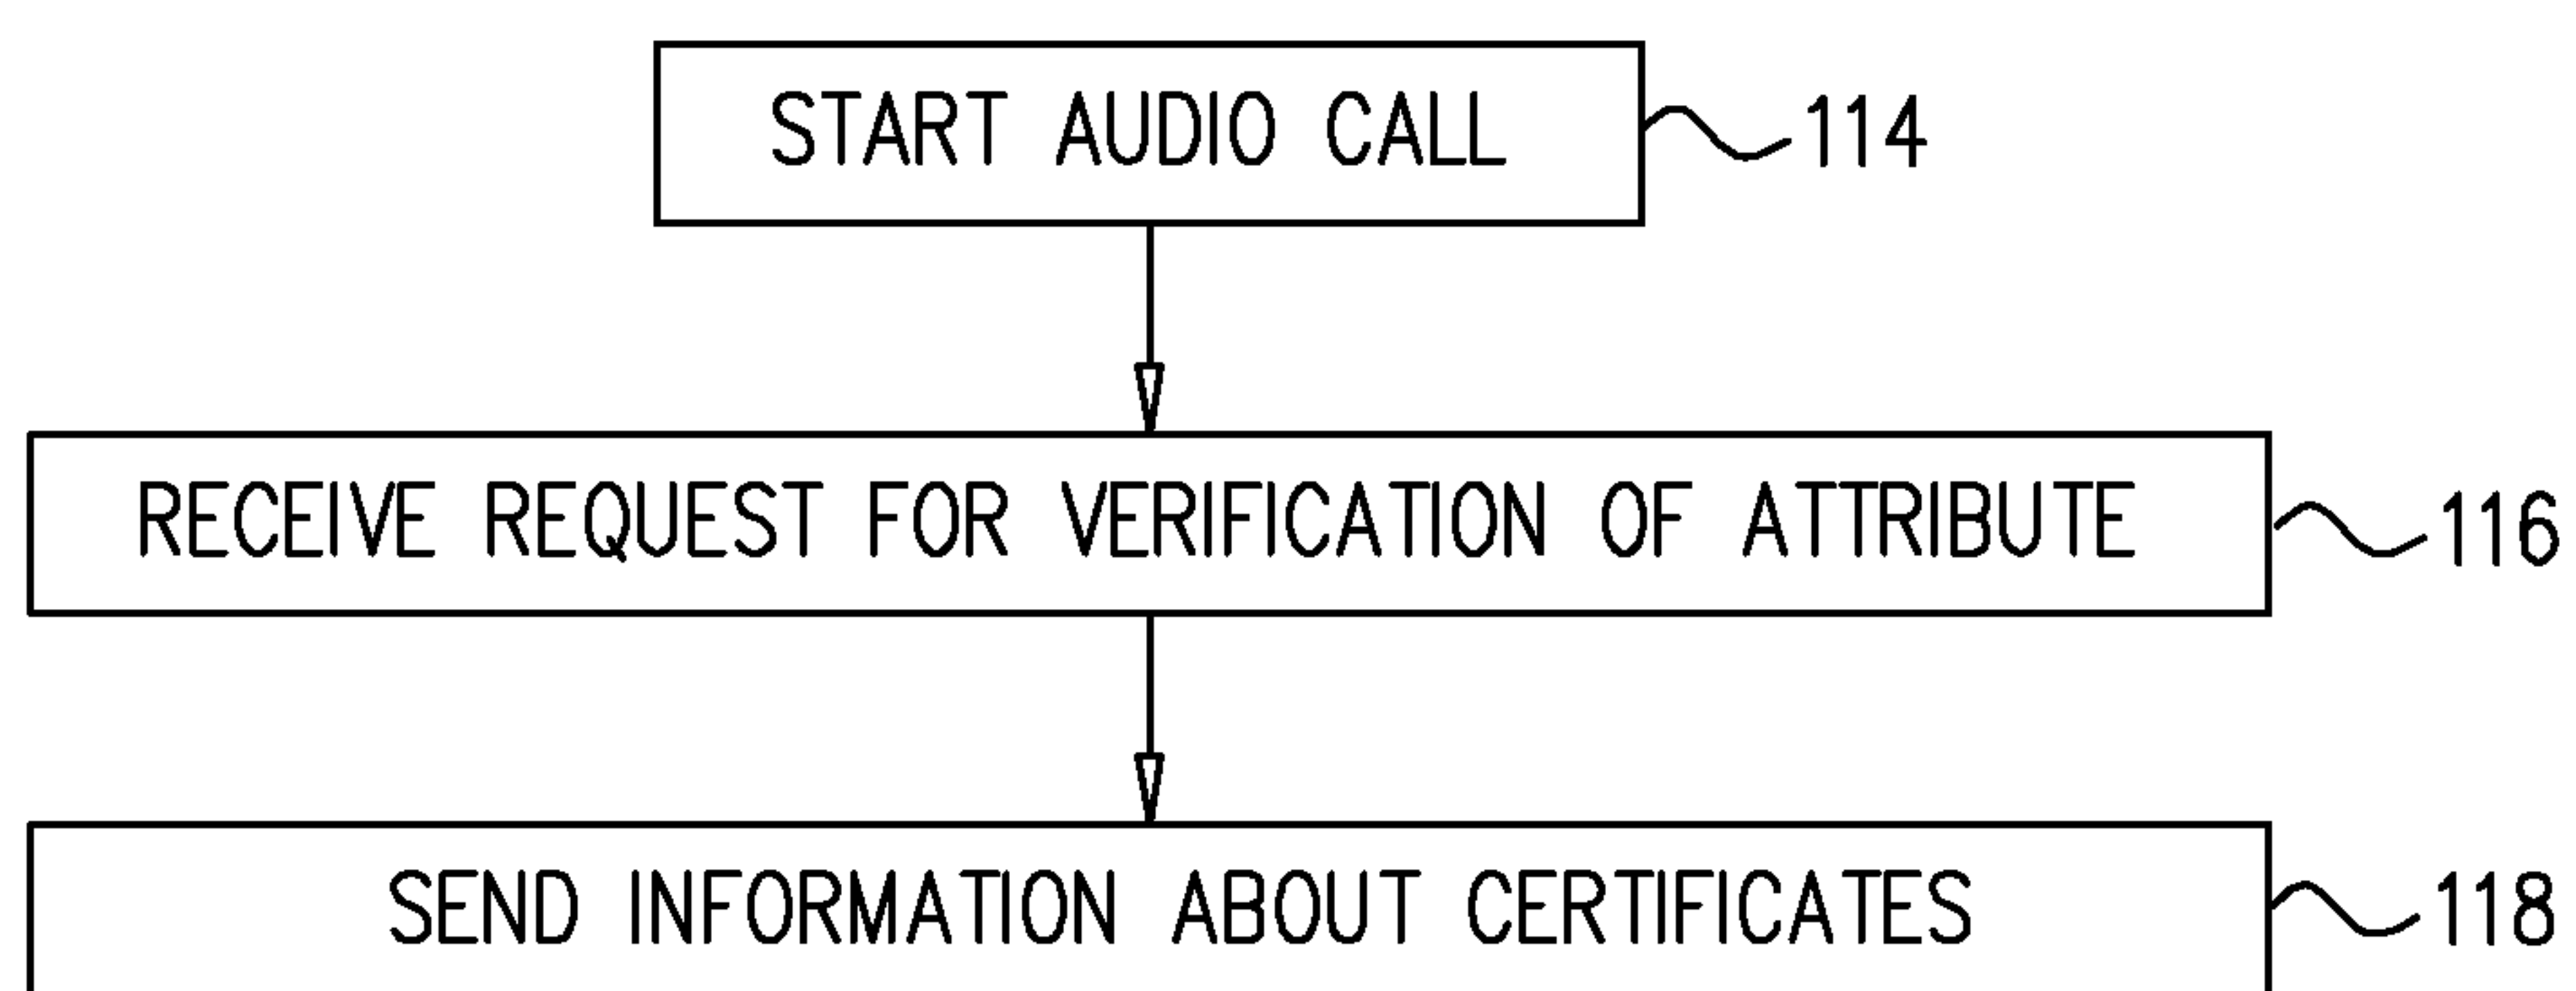 START AUDIO CALL 114
RECEIVE REQUEST FOR VERIFICATION OF ATTRIBUTE 116
SEND INFORMATION ABOUT CERTIFICATES 118